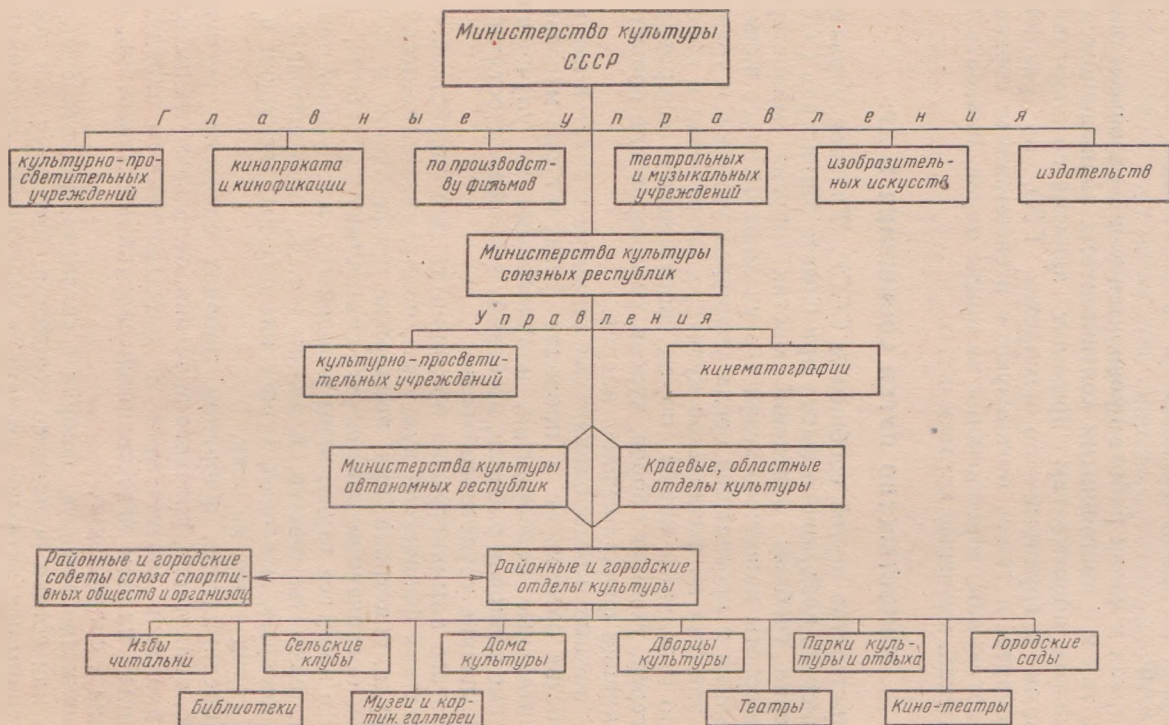 Министерство культуры
СССР
Главные управления
культурно-про-
светительных
учреждений
кинопроката
и кинофикации
по производст-
ву фильмов
театральных
и музыкальных
учреждений
изобразитель-
ных искусств
издательств
Министерства культуры
союзных республик
Управления
культурно-просвети-
тельных учреждений
кинематографии
Министерства культуры
автономных республик
Краевые, областные
отделы культуры
Районные и городские
советы союза спорти-
вных обществ и организац
Районные и городские
отделы культуры
Избы
читальни
Сельские
клубы
Дома
культуры
Дворцы
культуры
Парки куль-
туры и отдыха
Городские
сады
Библиотеки
Музеи и кар-
тин. галлереи
Театры
Кино-театры